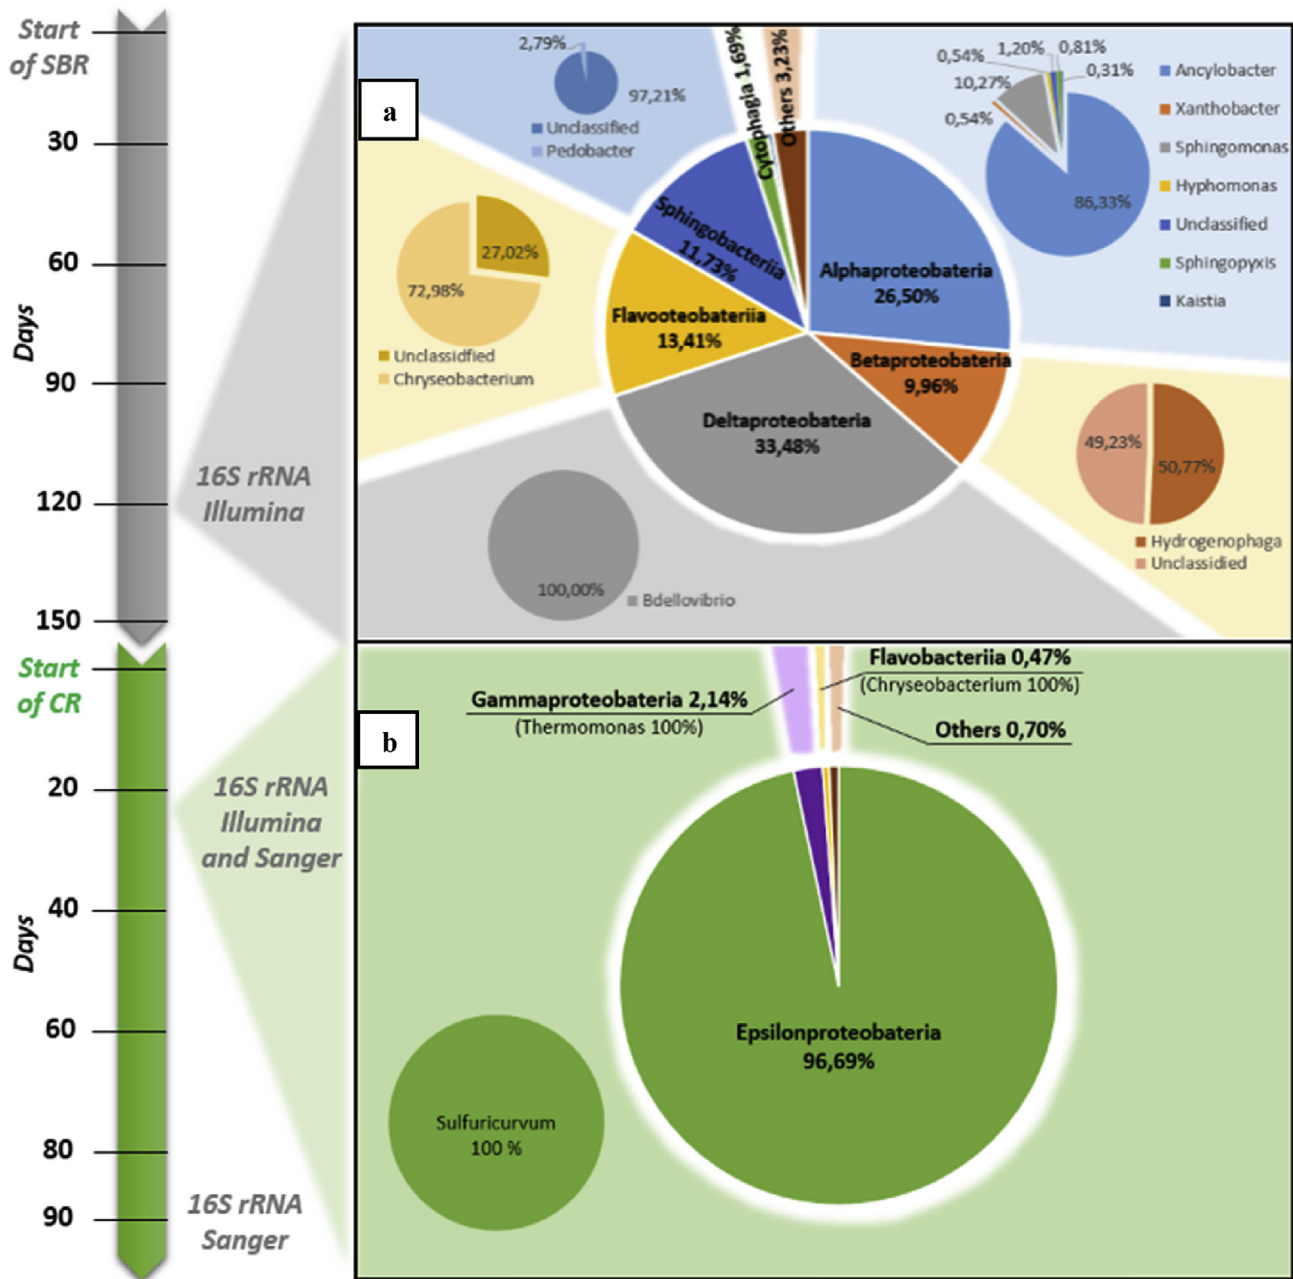 Start
of SBR
30
60
Days
90
120
150
16S rRNA
Illumina
Start
of CR
20
40
Days
60
80
90
16S rRNA
Illumina
and Sanger
16S rRNA
Sanger
a
2,79%
97,21%
Unclassified
Pedobacter
Cytophagia 1,69%
Others 3,23%
0,54%
1,20%
0,81%
0,31%
10,27%
0,54%
86,33%
Ancylobacter
Xanthobacter
Sphingomonas
Hyphomonas
Unclassified
Sphingopyxis
Kaistia
27,02%
72,98%
Unclassidfied
Chryseobacterium
Sphingobacteriia
11,73%
Alphaproteobateria
26,50%
Flavooteobateriia
13,41%
Betaproteobateria
9,96%
Deltaproteobateria
33,48%
49,23%
50,77%
Hydrogenophaga
Unclassidied
100,00%
Bdellovibrio
b
Gammaproteobateria 2,14%
(Thermomonas 100%)
Flavobacteriia 0,47%
(Chryseobacterium 100%)
Others 0,70%
Epsilonproteobateria
96,69%
Sulfuricurvum
100 %